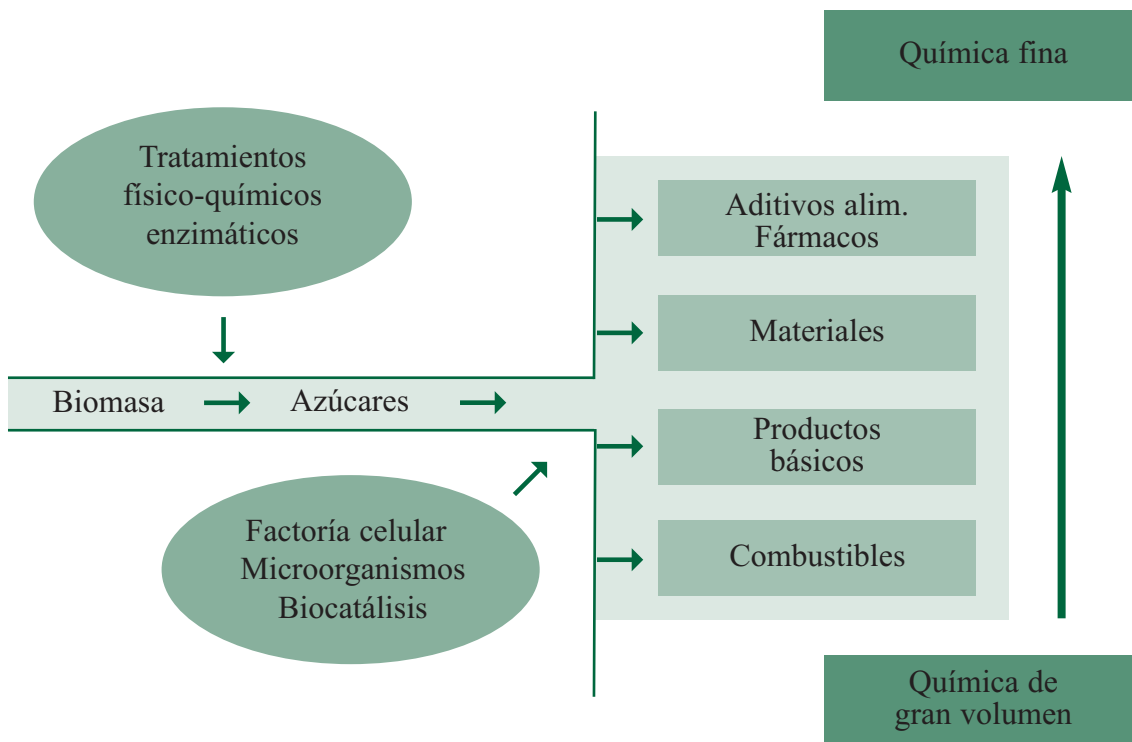 Química fina
Tratamientos
físico-químicos
enzimáticos
Aditivos alim.
Fármacos
Materiales
Biomasa
Azúcares
Productos
básicos
Factoría celular
Microorganismos
Biocatálisis
Combustibles
Química de
gran volumen